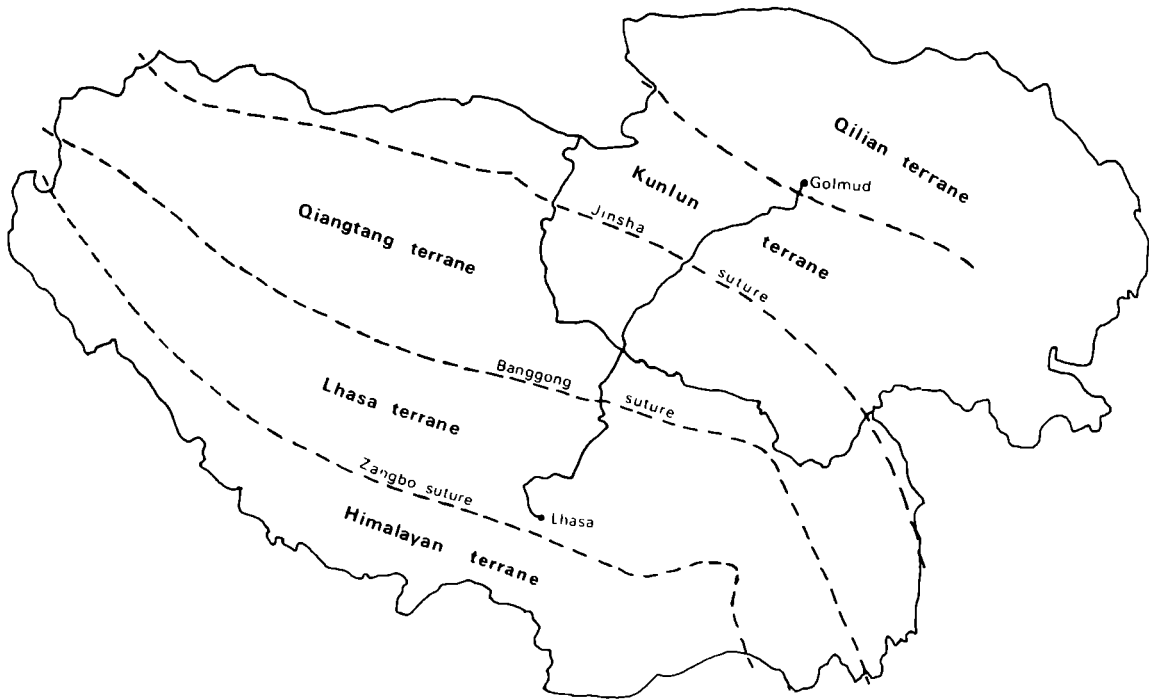 Qilian terrane
Golmud
Kunlun
terrane
Jinsha
suture
Qiangtang terrane
Banggong
suture
Lhasa terrane
Zangbo suture
Lhasa
Himalayan terrane